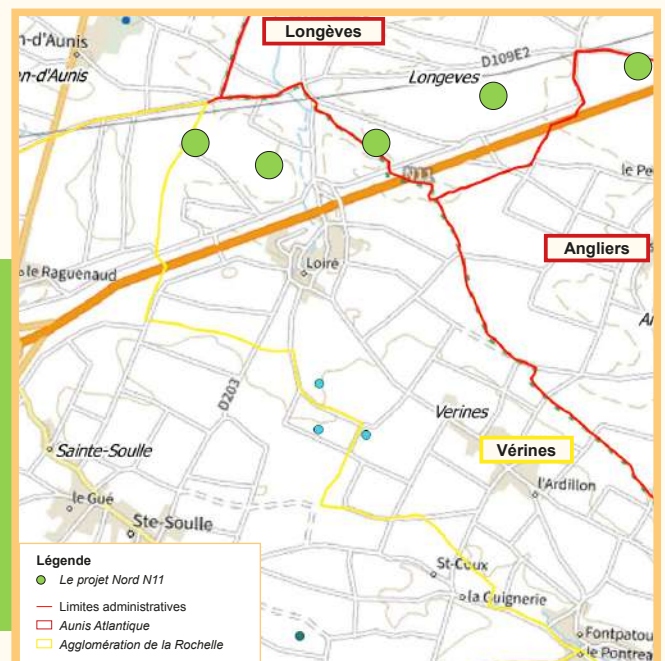 Longèves
n-d'Aunis
n-d'Aunis
D109E2
Longeves
N11
le Pe
Angliers
Loiré
le Raguenaud
D203
Verines
Vérines
Sainte-Soulle
l'Ardillon
le Gué
Ste-Soulle
St-Coux
la Cuignerie
Fontpatou
le Pontrea
Légende
Le projet Nord N11
Limites administratives
Aunis Atlantique
Agglomération de la Rochelle